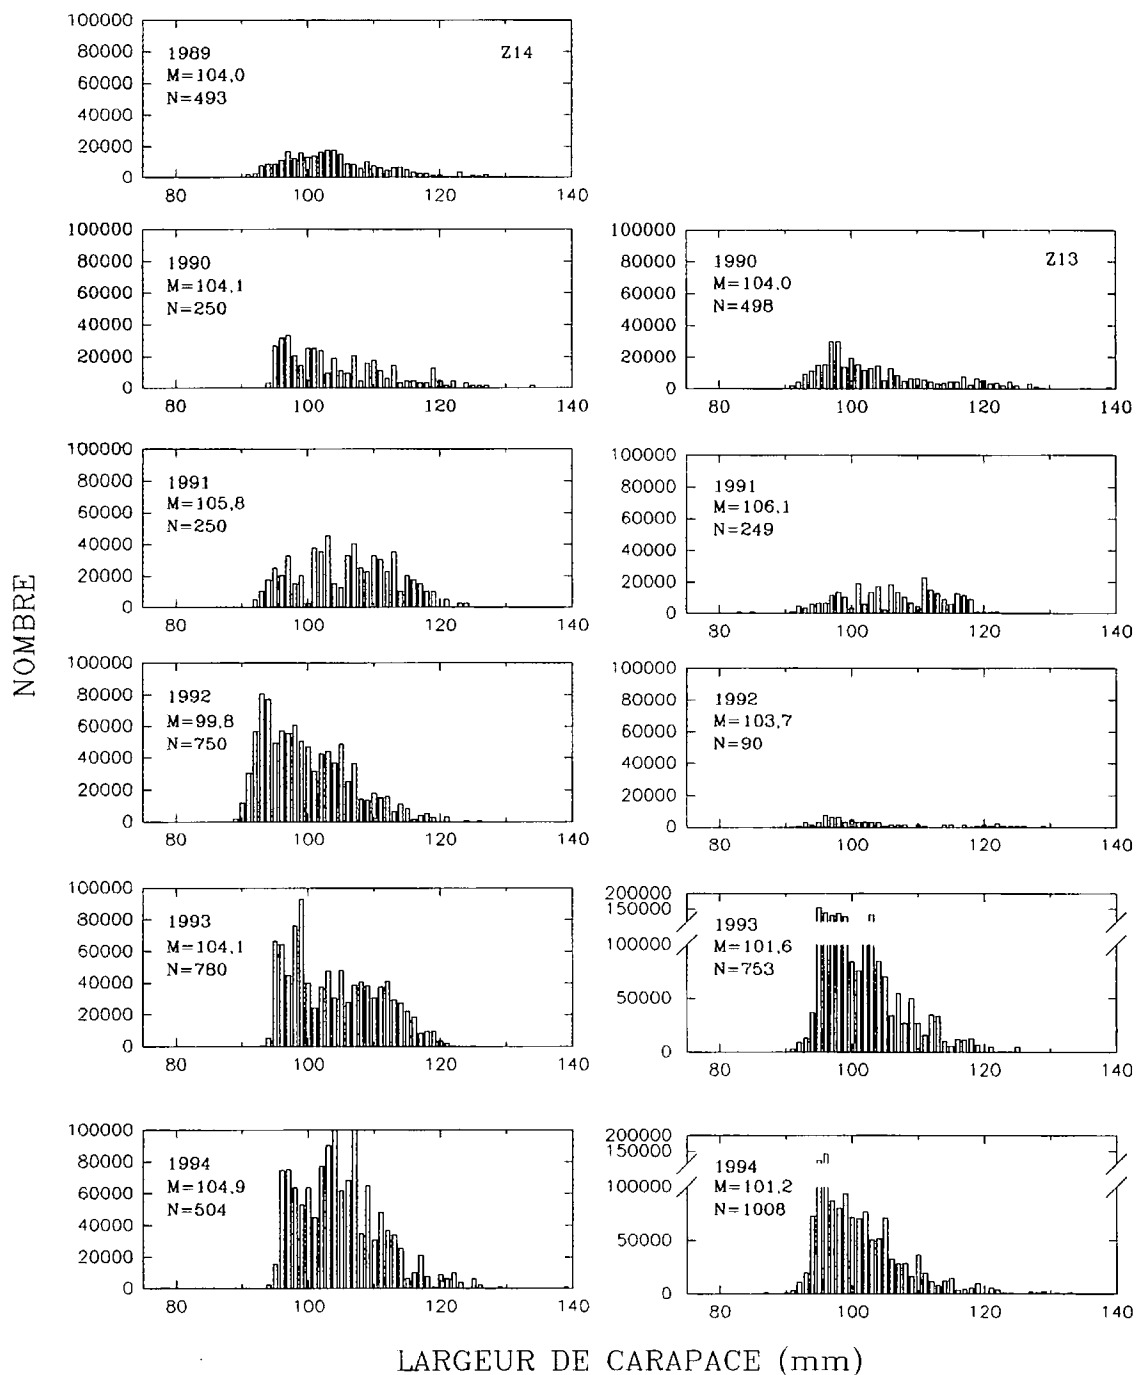 100000
80000
60000
40000
20000
0
1989
M=104,0
N=493
Z14
80 100 120 140
100000
80000
60000
40000
20000
0
1990
M=104,1
N=250
80 100 120 140
100000
80000
60000
40000
20000
0
1990
M=104,0
N=498
Z13
80 100 120 140
100000
80000
60000
40000
20000
0
1991
M=105,8
N=250
80 100 120 140
100000
80000
60000
40000
20000
0
1991
M=106,1
N=249
80 100 120 140
NOMBRE
100000
80000
60000
40000
20000
0
1992
M=99,8
N=750
80 100 120 140
100000
80000
60000
40000
20000
0
1992
M=103,7
N=90
80 100 120 140
100000
80000
60000
40000
20000
0
1993
M=104,1
N=780
80 100 120 140
200000
150000
100000
50000
0
1993
M=101,6
N=753
80 100 120 140
100000
80000
60000
40000
20000
0
1994
M=104,9
N=504
80 100 120 140
200000
150000
100000
50000
0
1994
M=101,2
N=1008
80 100 120 140
LARGEUR DE CARAPACE (mm)